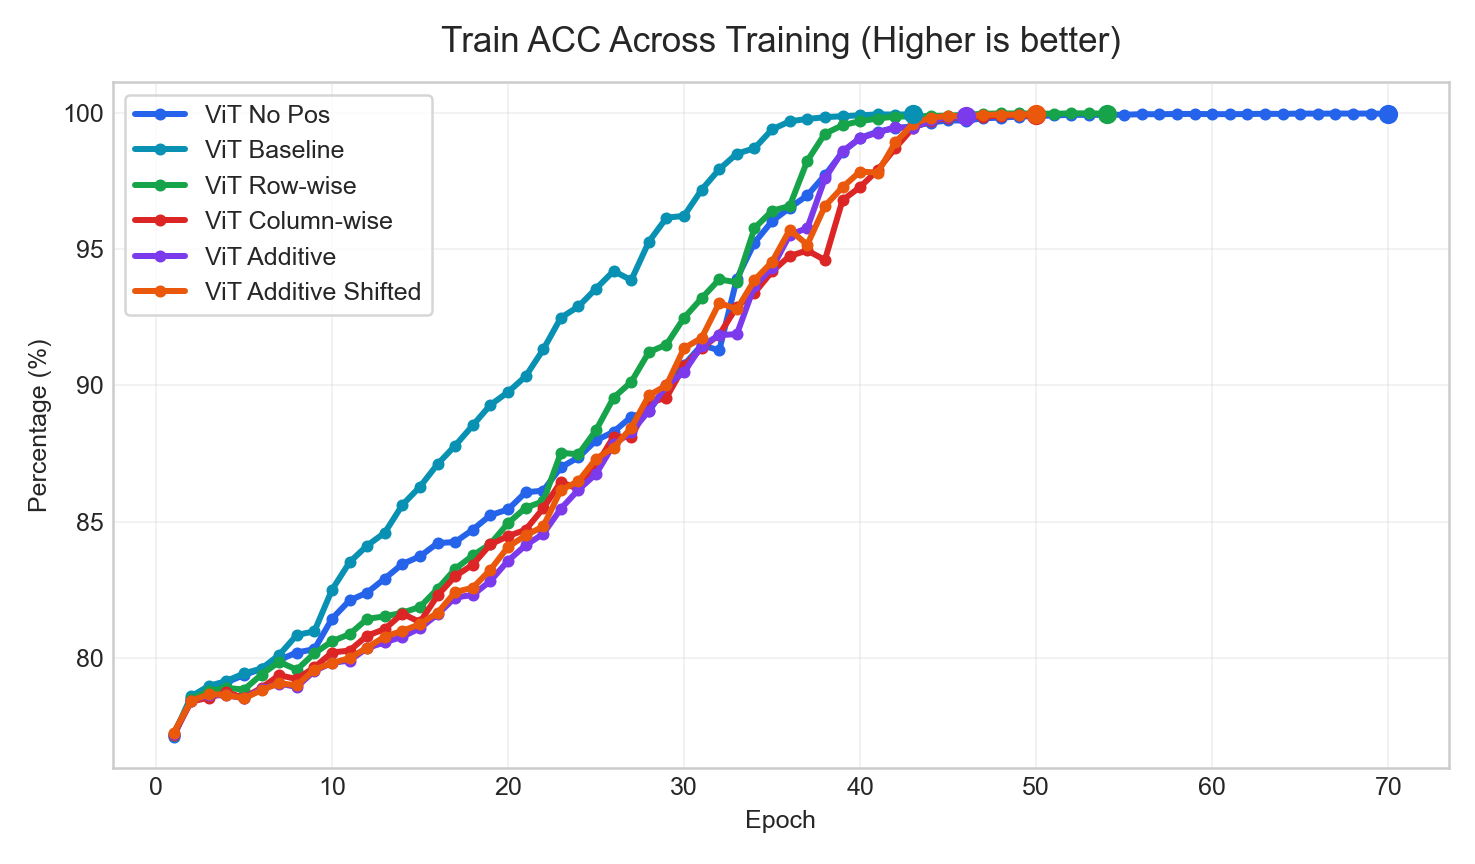 Train ACC Across Training (Higher is better)
100
95
90
85
80
Percentage (%)
ViT No Pos
ViT Baseline
ViT Row-wise
ViT Column-wise
ViT Additive
ViT Additive Shifted
0 10 20 30 40 50 60 70
Epoch